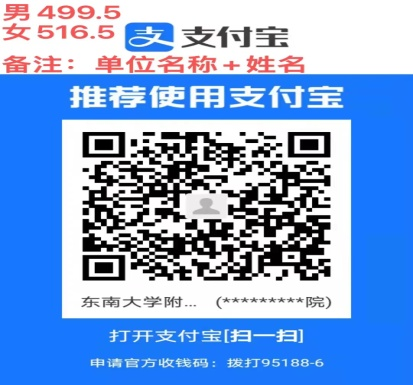 男 499.5
女 516.5
支付宝
备注：单位名称＋姓名
推荐使用支付宝
东南大学附... (*********院)
打开支付宝[扫一扫]
申请官方收钱码：拨打95188-6